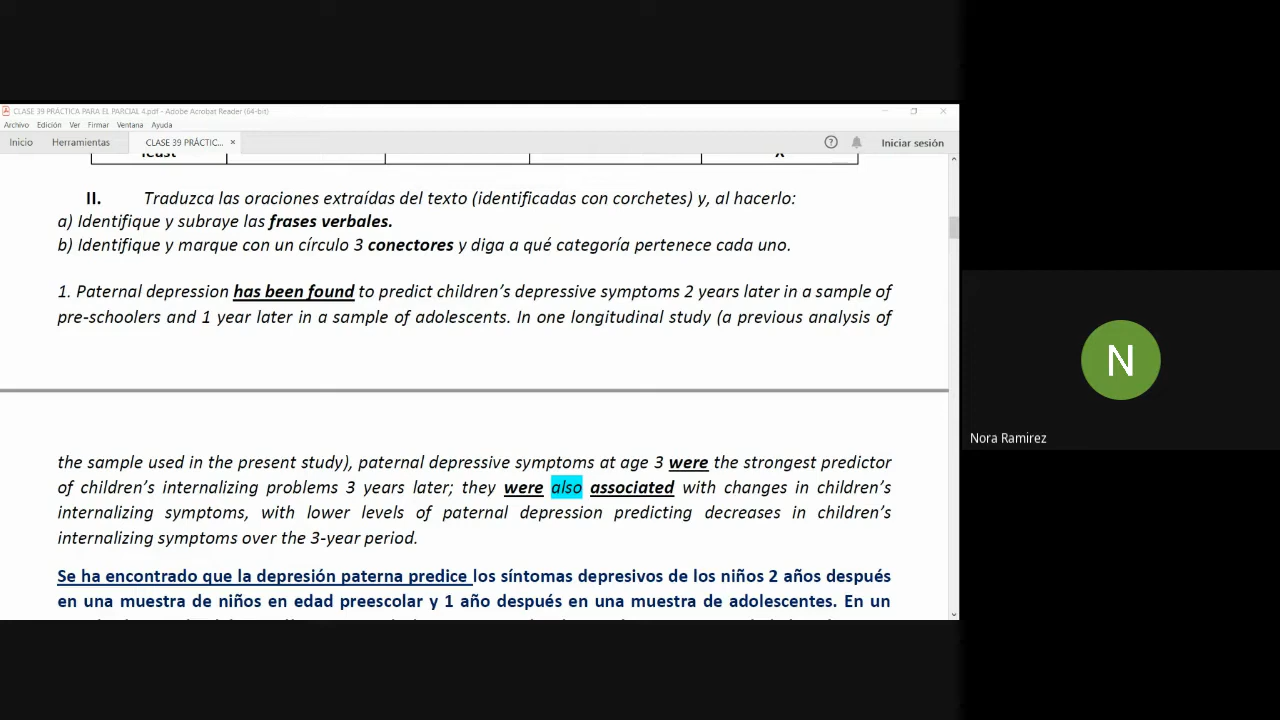 CLASE 39 PRÁCTICA PARA EL PARCIAL 4.pdf - Adobe Acrobat Reader (64-bit)
Archivo Edición Ver Firmar Ventana Ayuda
Inicio Herramientas CLASE 39 PRÁCTIC... × ? Iniciar sesión
least X
II. Traduzca las oraciones extraídas del texto (identificadas con corchetes) y, al hacerlo:
a) Identifique y subraye las frases verbales.
b) Identifique y marque con un círculo 3 conectores y diga a qué categoría pertenece cada uno.
1. Paternal depression has been found to predict children’s depressive symptoms 2 years later in a sample of
pre-schoolers and 1 year later in a sample of adolescents. In one longitudinal study (a previous analysis of
the sample used in the present study), paternal depressive symptoms at age 3 were the strongest predictor
of children’s internalizing problems 3 years later; they were also associated with changes in children’s
internalizing symptoms, with lower levels of paternal depression predicting decreases in children’s
internalizing symptoms over the 3-year period.
Se ha encontrado que la depresión paterna predice los síntomas depresivos de los niños 2 años después
en una muestra de niños en edad preescolar y 1 año después en una muestra de adolescentes. En un
N
Nora Ramirez